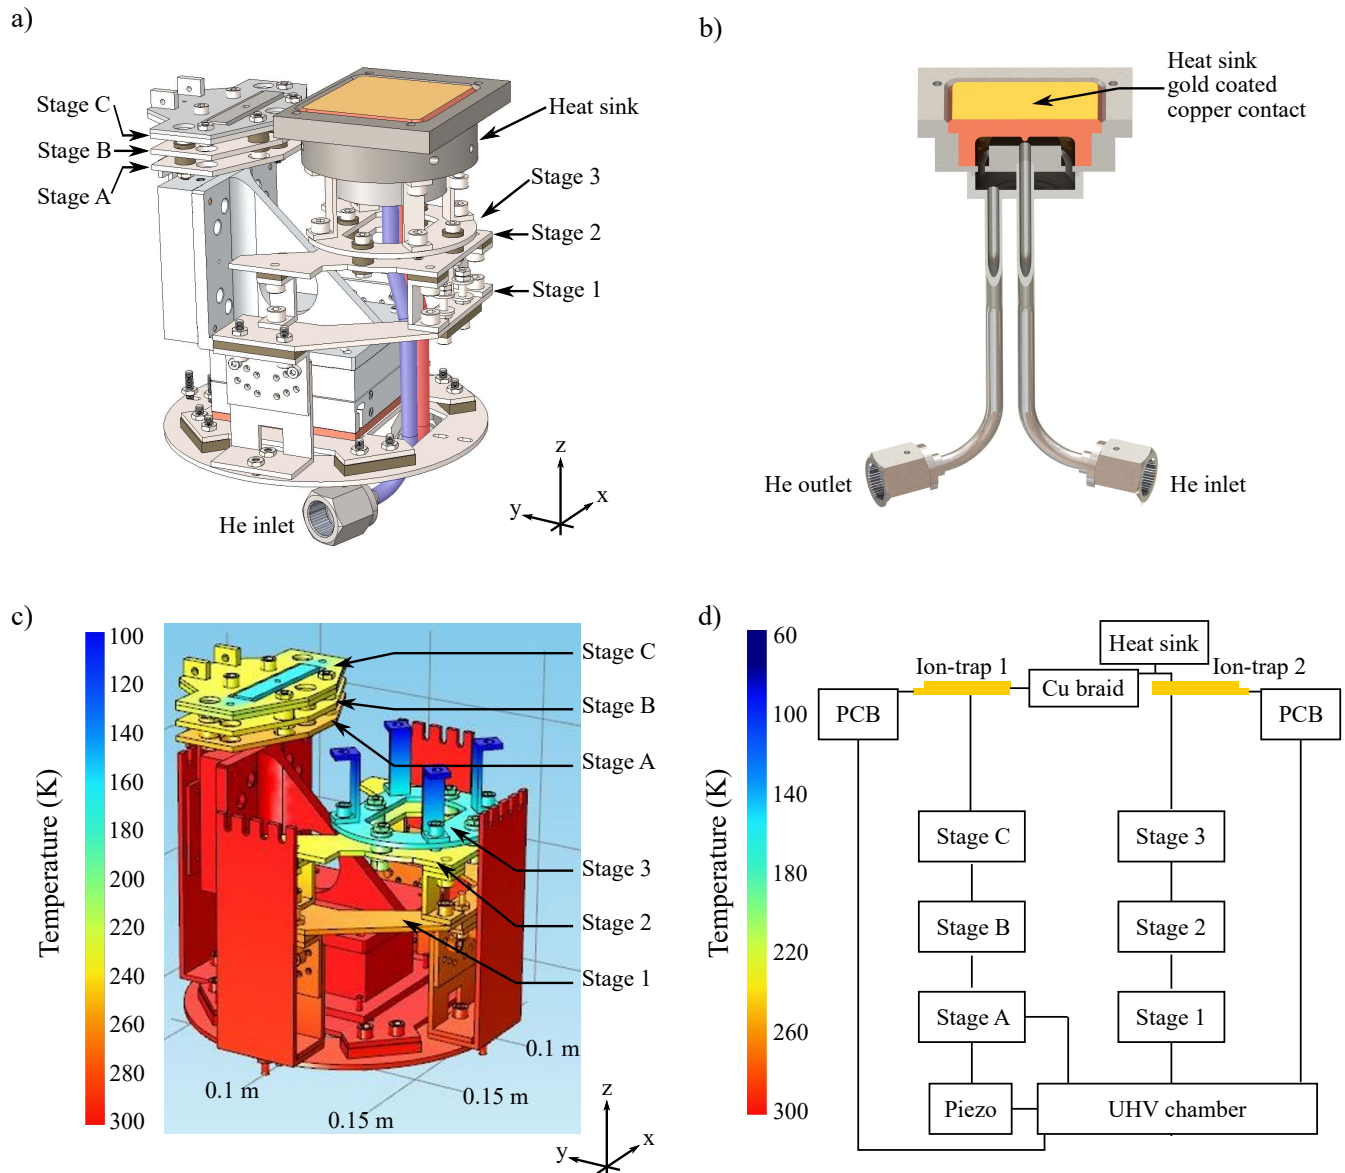 a)
Stage C
Stage B
Stage A
Heat sink
Stage 3
Stage 2
Stage 1
He inlet
z
x
y
b)
Heat sink
gold coated
copper contact
He outlet
He inlet
c)
Temperature (K)
100
120
140
160
180
200
220
240
260
280
300
Stage C
Stage B
Stage A
Stage 3
Stage 2
Stage 1
0.1 m
0.15 m
0.15 m
0.1 m
z
x
y
d)
Temperature (K)
60
100
140
180
220
260
300
Heat sink
Ion-trap 1
Ion-trap 2
Cu braid
PCB
PCB
Stage C
Stage 3
Stage B
Stage 2
Stage A
Stage 1
Piezo
UHV chamber